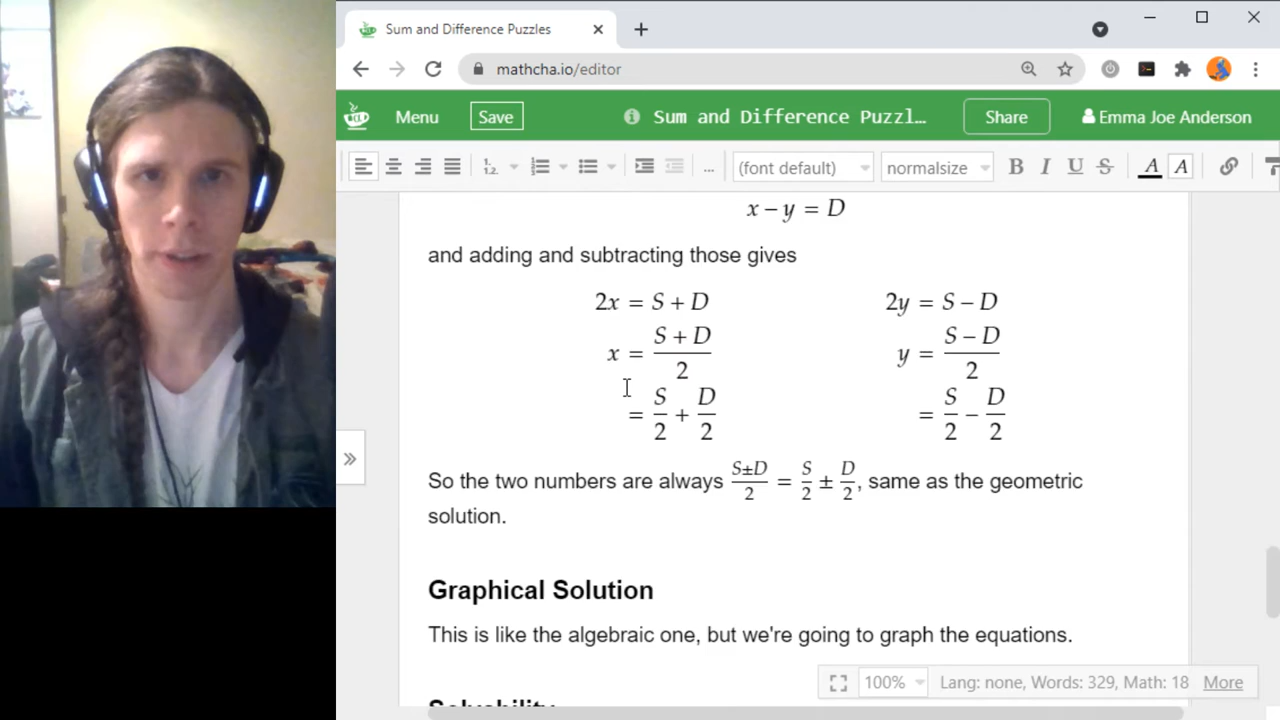 Sum and Difference Puzzles
mathcha.io/editor
Menu Save Sum and Difference Puzzl... Share Emma Joe Anderson
1.2. ... (font default) normalsize B I U S A A
x − y = D
and adding and subtracting those gives
2x = S + D 2y = S − D
x = (S + D)/2 y = (S − D)/2
= S/2 + D/2 = S/2 − D/2
So the two numbers are always (S±D)/2 = S/2 ± D/2, same as the geometric
solution.
Graphical Solution
This is like the algebraic one, but we're going to graph the equations.
Solvability
100% Lang: none, Words: 329, Math: 18 More